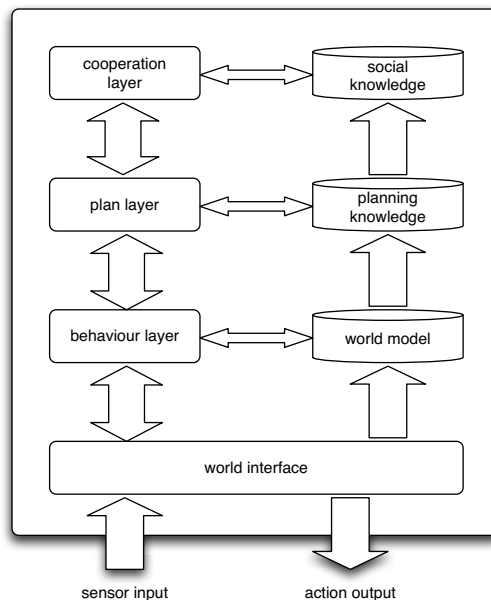 cooperation
layer
social
knowledge
plan layer
planning
knowledge
behaviour layer
world model
world interface
sensor input
action output